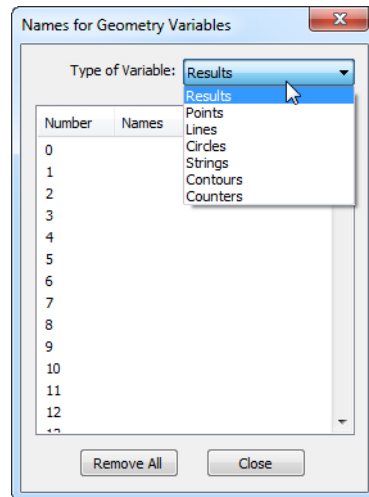 Names for Geometry Variables
Type of Variable: Results
Results
Points
Lines
Circles
Strings
Contours
Counters
Number Names
0
1
2
3
4
5
6
7
8
9
10
11
12
13
Remove All Close